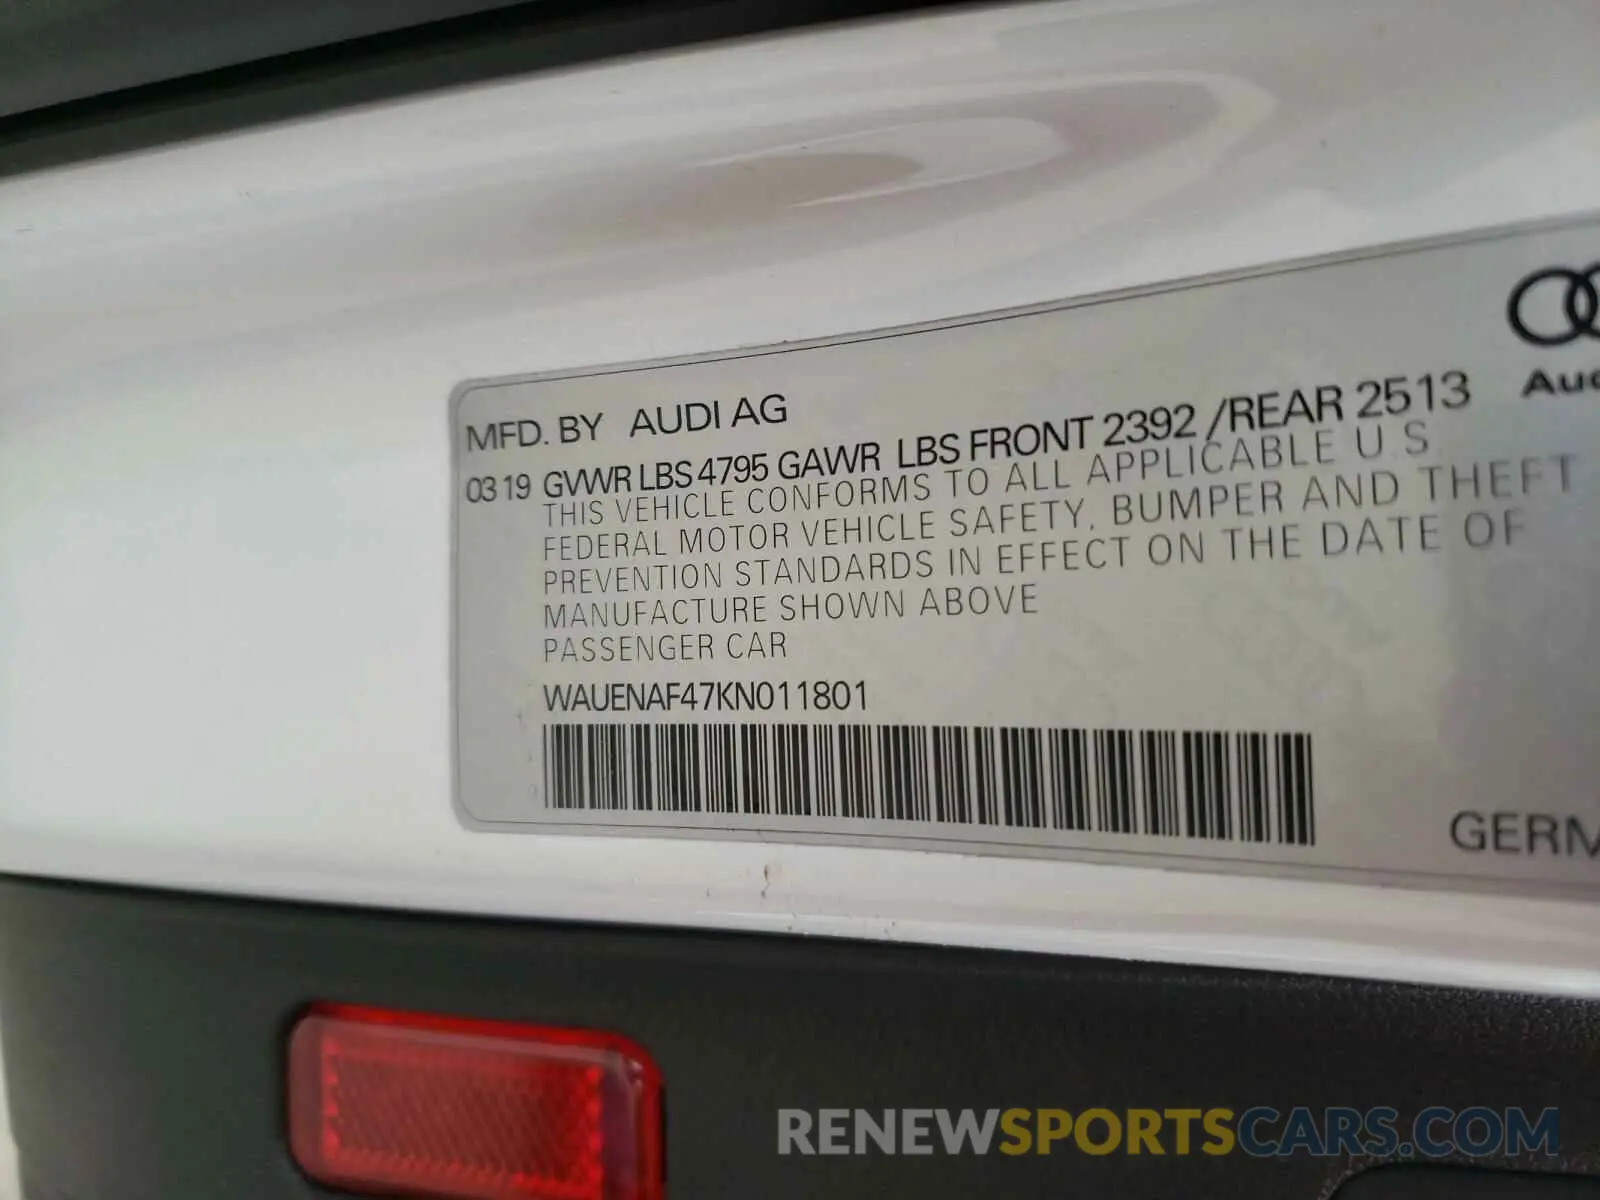 MFD. BY AUDI AG
03 19 GVWR LBS 4795 GAWR LBS FRONT 2392 /REAR 2513
THIS VEHICLE CONFORMS TO ALL APPLICABLE U S
FEDERAL MOTOR VEHICLE SAFETY, BUMPER AND THEFT
PREVENTION STANDARDS IN EFFECT ON THE DATE OF
MANUFACTURE SHOWN ABOVE
PASSENGER CAR
WAUENAF47KN011801
RENEWSPORTSCARS.COM